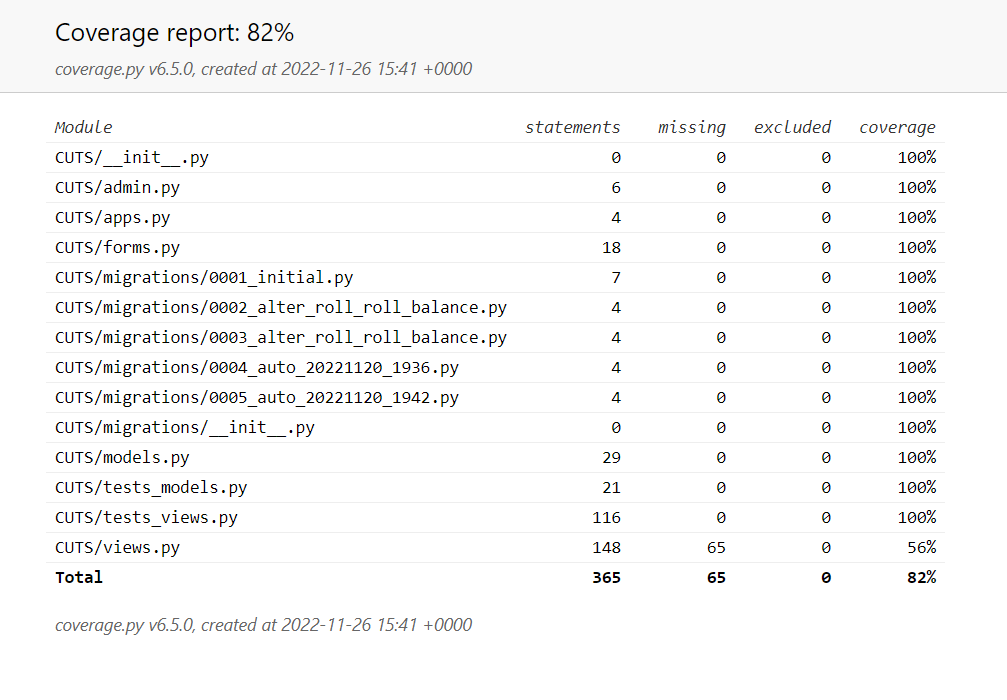 Coverage report: 82%
coverage.py v6.5.0, created at 2022-11-26 15:41 +0000
Module statements missing excluded coverage
CUTS/__init__.py 0 0 0 100%
CUTS/admin.py 6 0 0 100%
CUTS/apps.py 4 0 0 100%
CUTS/forms.py 18 0 0 100%
CUTS/migrations/0001_initial.py 7 0 0 100%
CUTS/migrations/0002_alter_roll_roll_balance.py 4 0 0 100%
CUTS/migrations/0003_alter_roll_roll_balance.py 4 0 0 100%
CUTS/migrations/0004_auto_20221120_1936.py 4 0 0 100%
CUTS/migrations/0005_auto_20221120_1942.py 4 0 0 100%
CUTS/migrations/__init__.py 0 0 0 100%
CUTS/models.py 29 0 0 100%
CUTS/tests_models.py 21 0 0 100%
CUTS/tests_views.py 116 0 0 100%
CUTS/views.py 148 65 0 56%
Total 365 65 0 82%
coverage.py v6.5.0, created at 2022-11-26 15:41 +0000